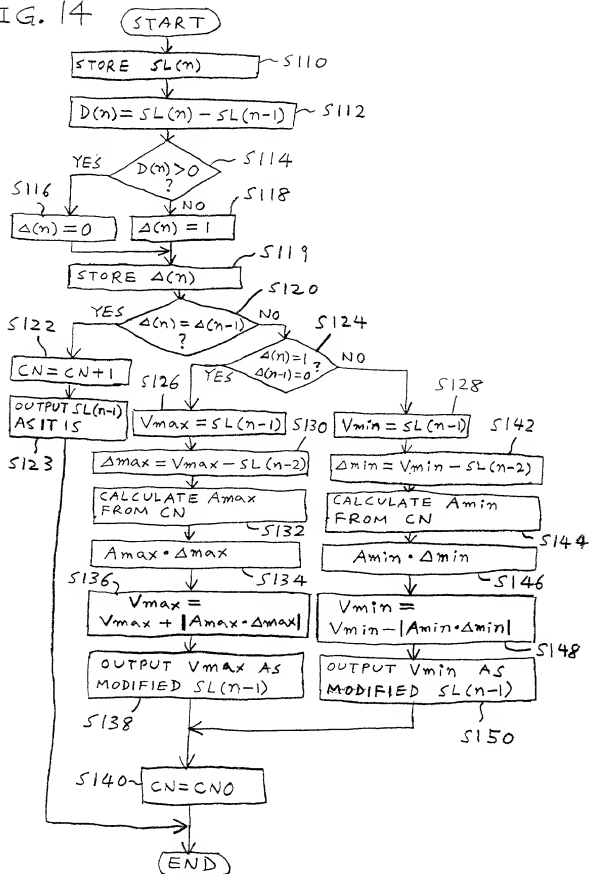 FIG. 14
START
STORE SL(n)
S110
D(n)=SL(n)-SL(n-1)
S112
D(n)>0
?
S114
YES
NO
S116
Δ(n)=0
S118
Δ(n)=1
S119
STORE Δ(n)
S120
Δ(n)=Δ(n-1)
?
YES
NO
S122
CN=CN+1
OUTPUT SL(n-1)
AS IT IS
S123
S124
Δ(n)=1
Δ(n-1)=0
?
YES
NO
S126
Vmax=SL(n-1)
S128
Vmin=SL(n-1)
S130
Δmax=Vmax-SL(n-2)
S142
Δmin=Vmin-SL(n-2)
CALCULATE Amax
FROM CN
S132
CALCULATE Amin
FROM CN
S144
Amax·Δmax
S134
Amin·Δmin
S146
S136
Vmax=
Vmax+|Amax·Δmax|
Vmin=
Vmin-|Amin·Δmin|
S148
OUTPUT Vmax AS
MODIFIED SL(n-1)
S138
OUTPUT Vmin AS
MODIFIED SL(n-1)
S150
S140
CN=CN0
END